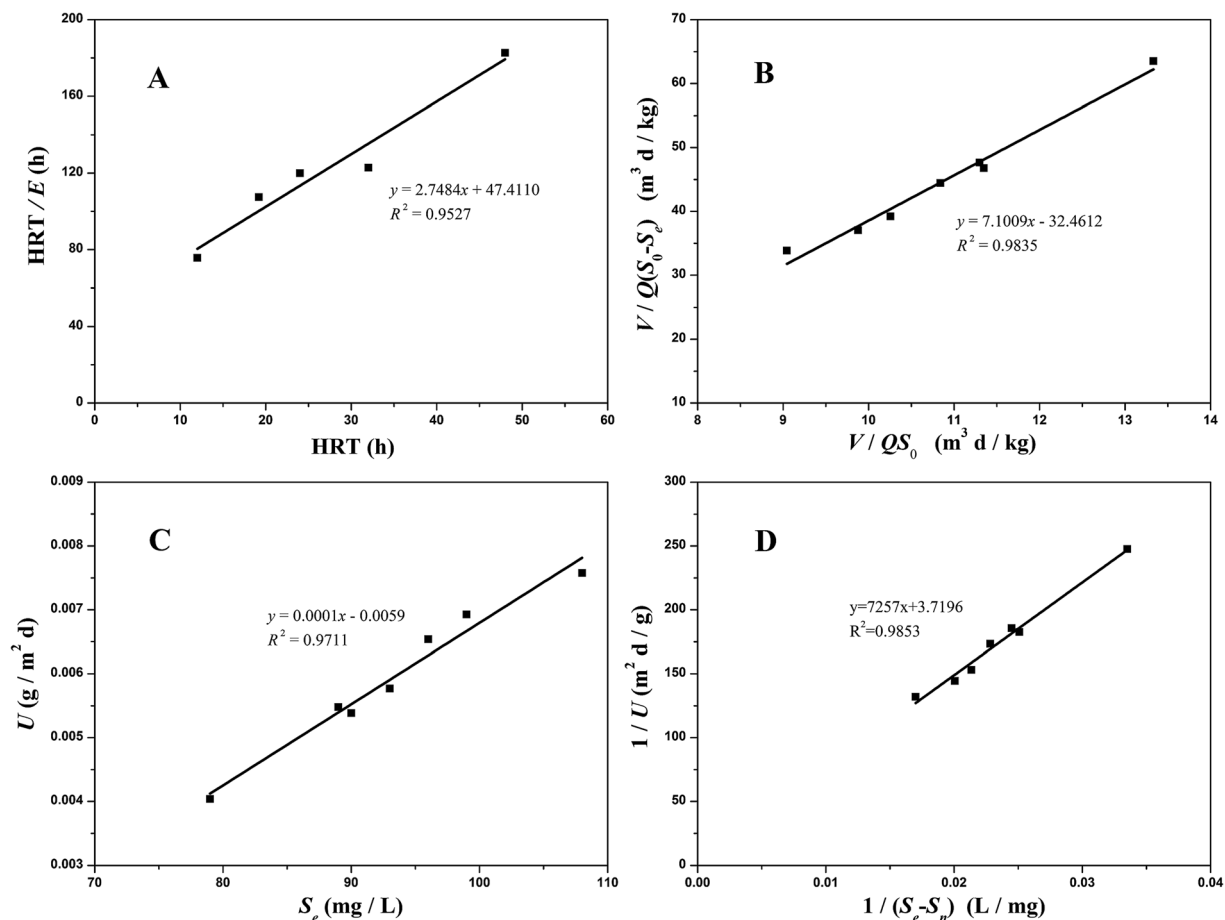 A
HRT / E (h)
200
160
120
80
40
0
y = 2.7484x + 47.4110
R² = 0.9527
0
10
20
30
40
50
60
HRT (h)
B
V / Q(S₀-Sₑ) (m³ d / kg)
70
60
50
40
30
20
10
y = 7.1009x - 32.4612
R² = 0.9835
8
9
10
11
12
13
14
V / QS₀ (m³ d / kg)
C
U (g / m² d)
0.009
0.008
0.007
0.006
0.005
0.004
0.003
y = 0.0001x - 0.0059
R² = 0.9711
70
80
90
100
110
Sₑ (mg / L)
D
1 / U (m² d / g)
300
250
200
150
100
50
0
y=7257x+3.7196
R²=0.9853
0.00
0.01
0.02
0.03
0.04
1 / (Sₑ-Sₙ) (L / mg)